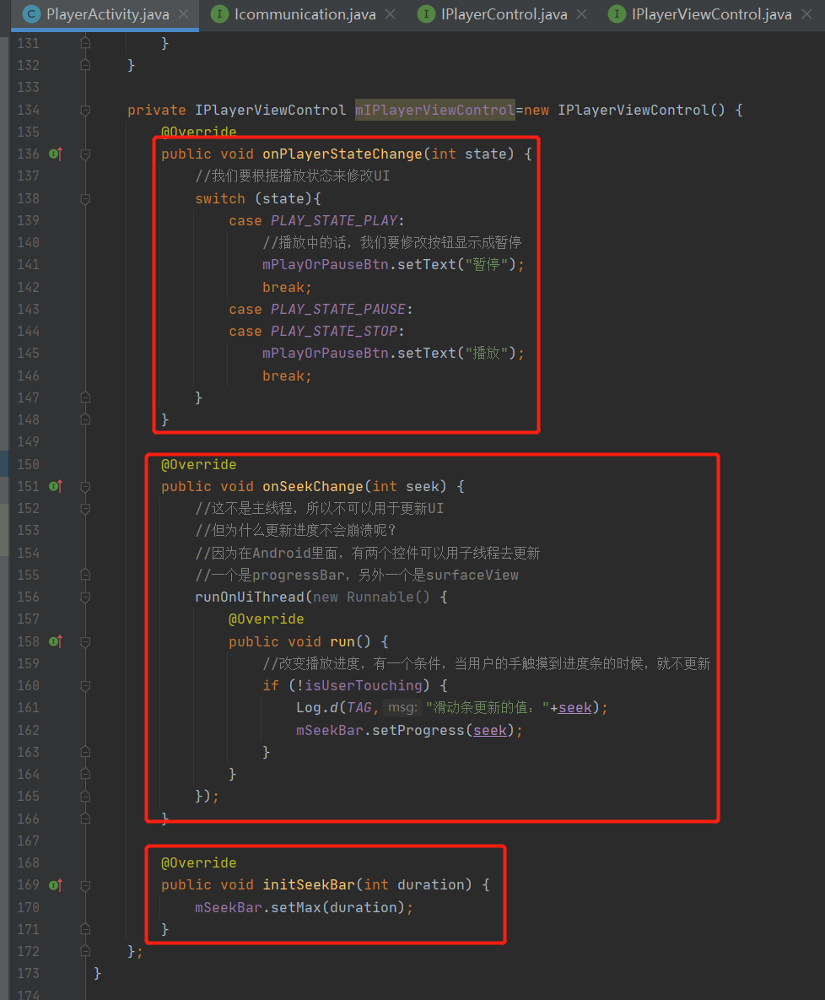 PlayerActivity.java Icommunication.java IPlayerControl.java IPlayerViewControl.java
131 }
132 }
133
134 private IPlayerViewControl mIPlayerViewControl=new IPlayerViewControl() {
135 @Override
136 public void onPlayerStateChange(int state) {
137 //我们要根据播放状态来修改UI
138 switch (state){
139 case PLAY_STATE_PLAY:
140 //播放中的话，我们要修改按钮显示成暂停
141 mPlayOrPauseBtn.setText("暂停");
142 break;
143 case PLAY_STATE_PAUSE:
144 case PLAY_STATE_STOP:
145 mPlayOrPauseBtn.setText("播放");
146 break;
147 }
148 }
149
150 @Override
151 public void onSeekChange(int seek) {
152 //这不是主线程，所以不可以用于更新UI
153 //但为什么更新进度不会崩溃呢？
154 //因为在Android里面，有两个控件可以用子线程去更新
155 //一个是progressBar，另外一个是surfaceView
156 runOnUiThread(new Runnable() {
157 @Override
158 public void run() {
159 //改变播放进度，有一个条件，当用户的手触摸到进度条的时候，就不更新
160 if (!isUserTouching) {
161 Log.d(TAG, msg: "滑动条更新的值："+seek);
162 mSeekBar.setProgress(seek);
163 }
164 }
165 });
166 }
167
168 @Override
169 public void initSeekBar(int duration) {
170 mSeekBar.setMax(duration);
171 }
172 };
173 }
174